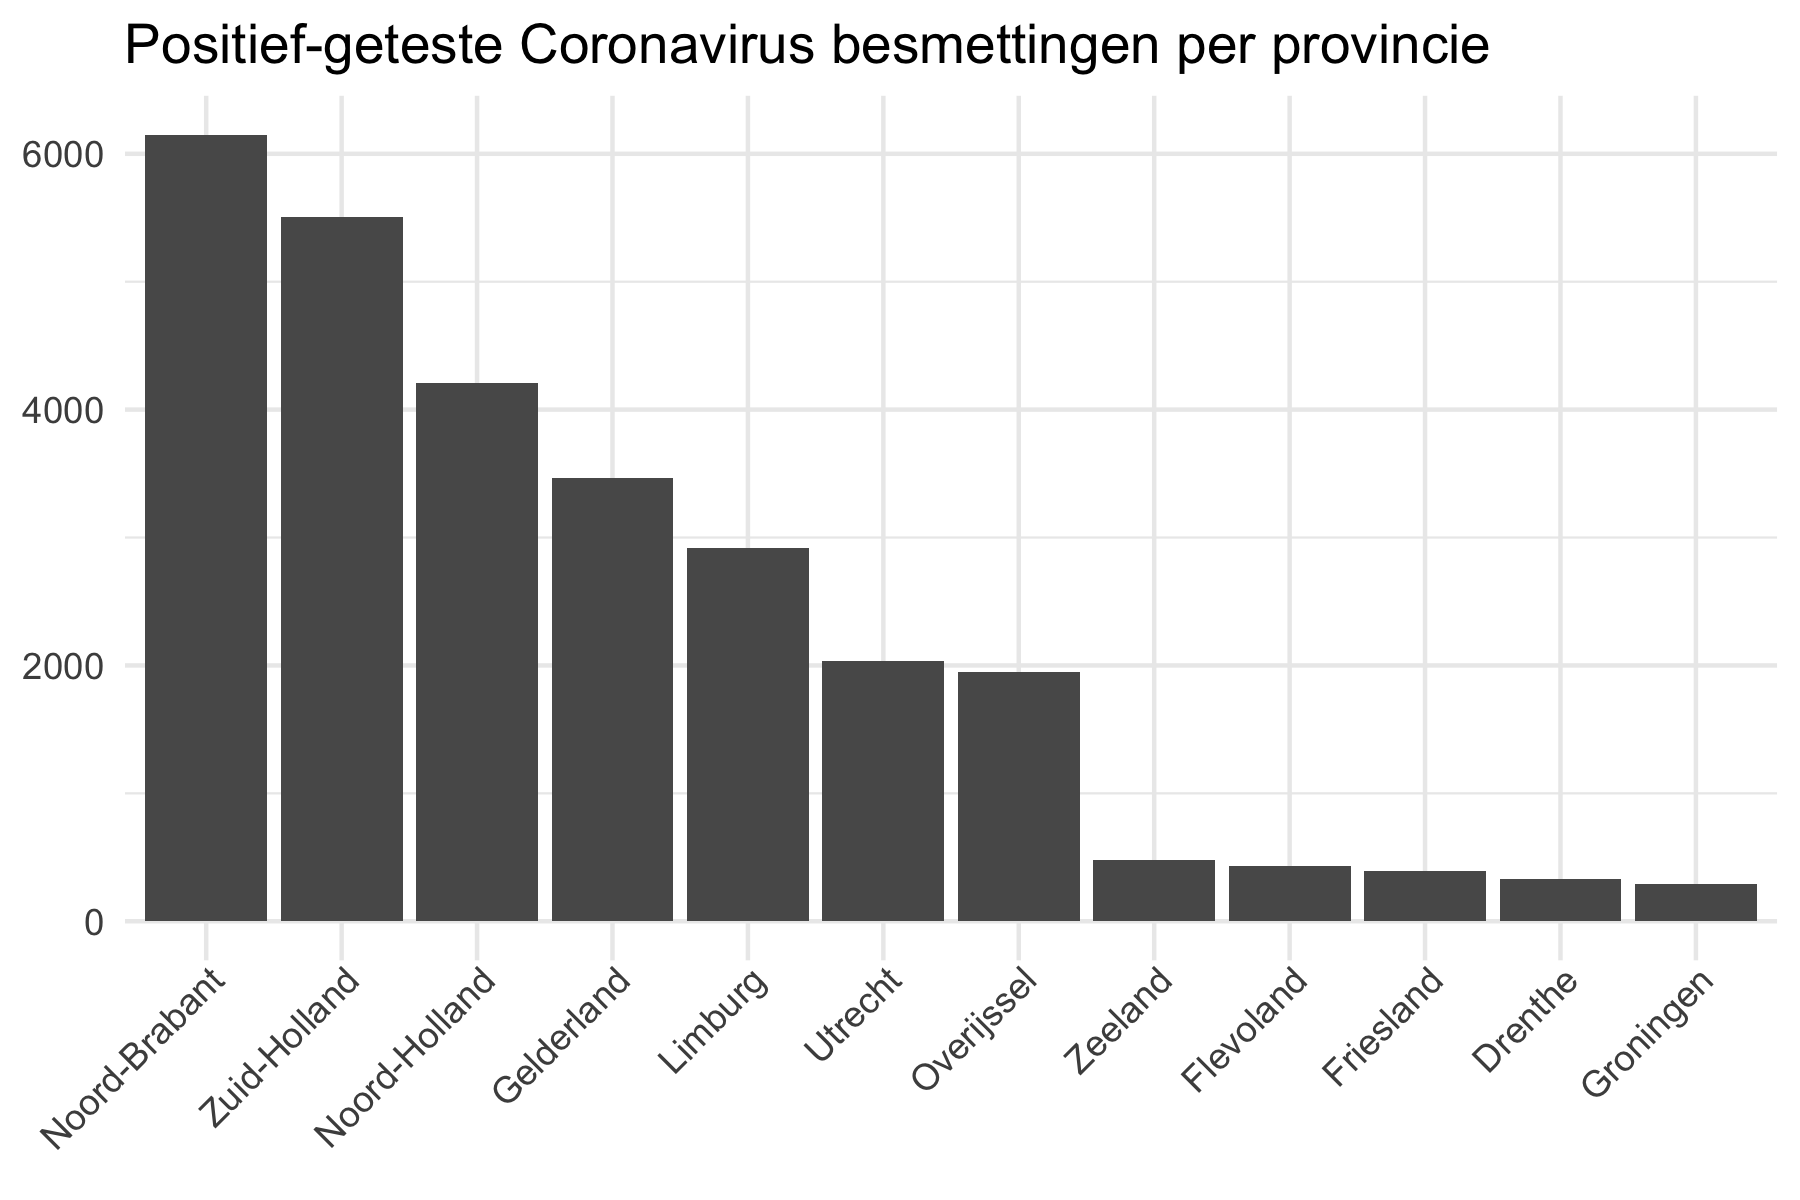 Positief-geteste Coronavirus besmettingen per provincie
6000
4000
2000
0
Noord-Brabant
Zuid-Holland
Noord-Holland
Gelderland
Limburg
Utrecht
Overijssel
Zeeland
Flevoland
Friesland
Drenthe
Groningen